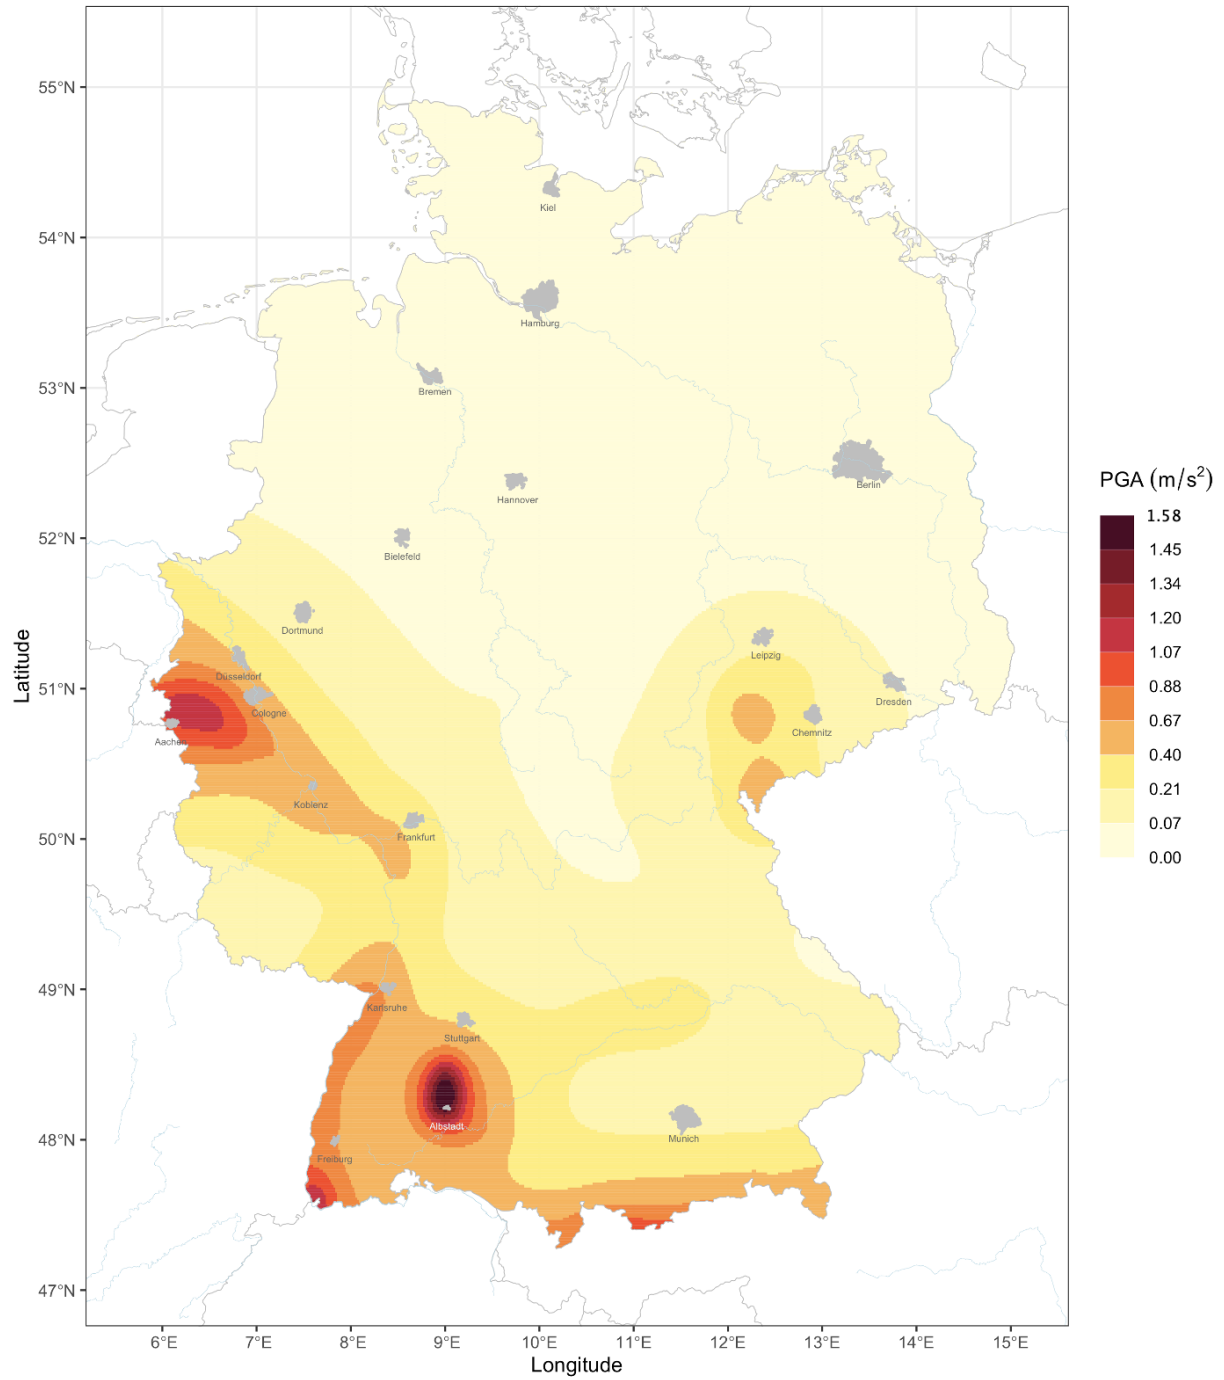 55°N
54°N
53°N
52°N
51°N
50°N
49°N
48°N
47°N
Latitude
Kiel
Hamburg
Bremen
Hannover
Berlin
Bielefeld
Dortmund
Düsseldorf
Cologne
Aachen
Leipzig
Dresden
Chemnitz
Koblenz
Frankfurt
Karlsruhe
Stuttgart
Albstadt
Freiburg
Munich
6°E 7°E 8°E 9°E 10°E 11°E 12°E 13°E 14°E 15°E
Longitude
PGA (m/s²)
1.58
1.45
1.34
1.20
1.07
0.88
0.67
0.40
0.21
0.07
0.00